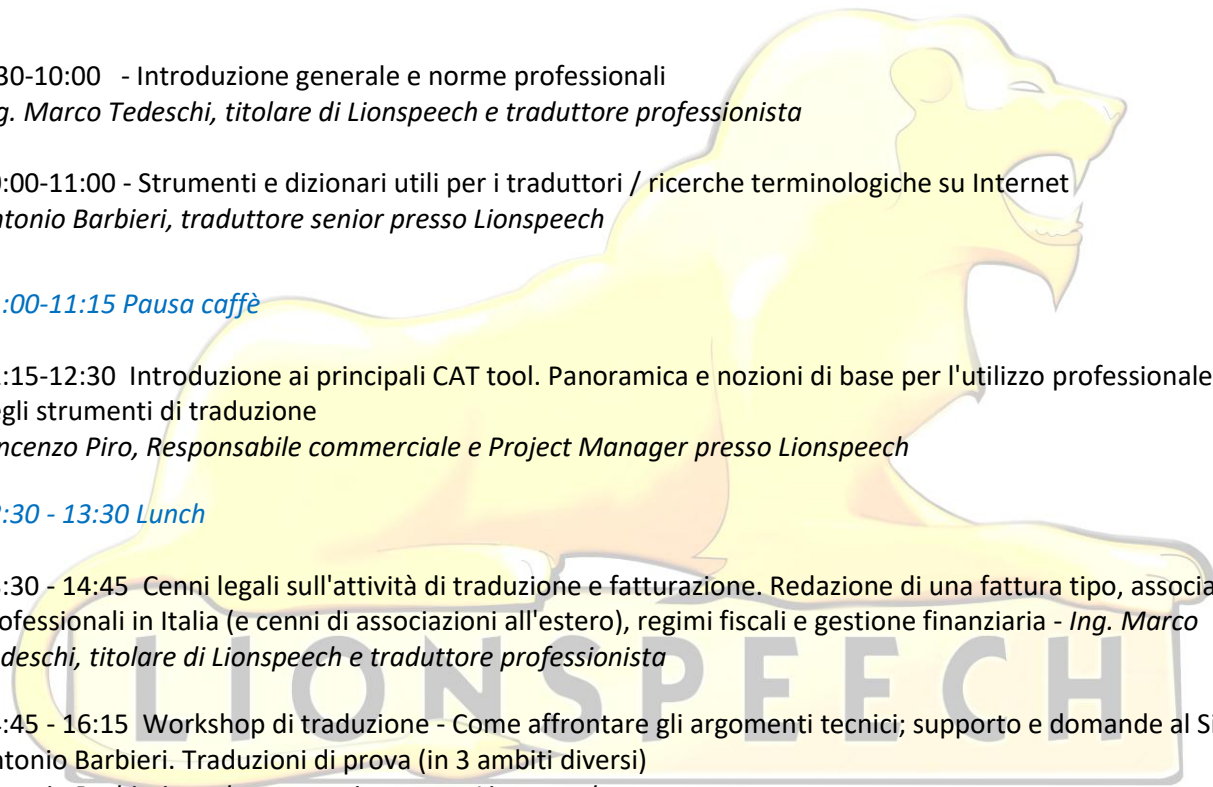 30-10:00 - Introduzione generale e norme professionali
g. Marco Tedeschi, titolare di Lionspeech e traduttore professionista
:00-11:00 - Strumenti e dizionari utili per i traduttori / ricerche terminologiche su Internet
ntonio Barbieri, traduttore senior presso Lionspeech
:00-11:15 Pausa caffè
:15-12:30 Introduzione ai principali CAT tool. Panoramica e nozioni di base per l'utilizzo professionale
egli strumenti di traduzione
ncenzo Piro, Responsabile commerciale e Project Manager presso Lionspeech
:30 - 13:30 Lunch
:30 - 14:45 Cenni legali sull'attività di traduzione e fatturazione. Redazione di una fattura tipo, associa
ofessionali in Italia (e cenni di associazioni all'estero), regimi fiscali e gestione finanziaria - Ing. Marco
deschi, titolare di Lionspeech e traduttore professionista
LIONSPEECH
:45 - 16:15 Workshop di traduzione - Come affrontare gli argomenti tecnici; supporto e domande al Si
ntonio Barbieri. Traduzioni di prova (in 3 ambiti diversi)